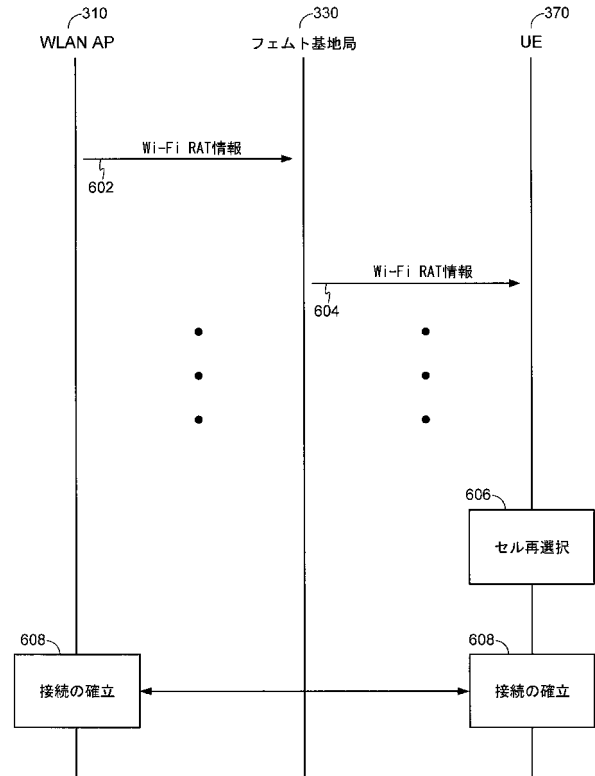 310
WLAN AP
330
フェムト基地局
370
UE
Wi-Fi RAT情報
602
Wi-Fi RAT情報
604
606
セル再選択
608
接続の確立
608
接続の確立